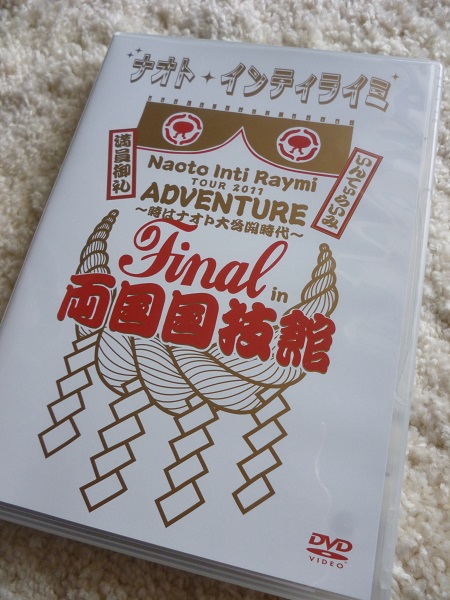 ナオト・インティライミ
満員御礼
いんてぃらいみ
Naoto Inti Raymi
TOUR 2011
ADVENTURE
～時はナオト大公開時代～
Final in
両国国技館
DVD
VIDEO